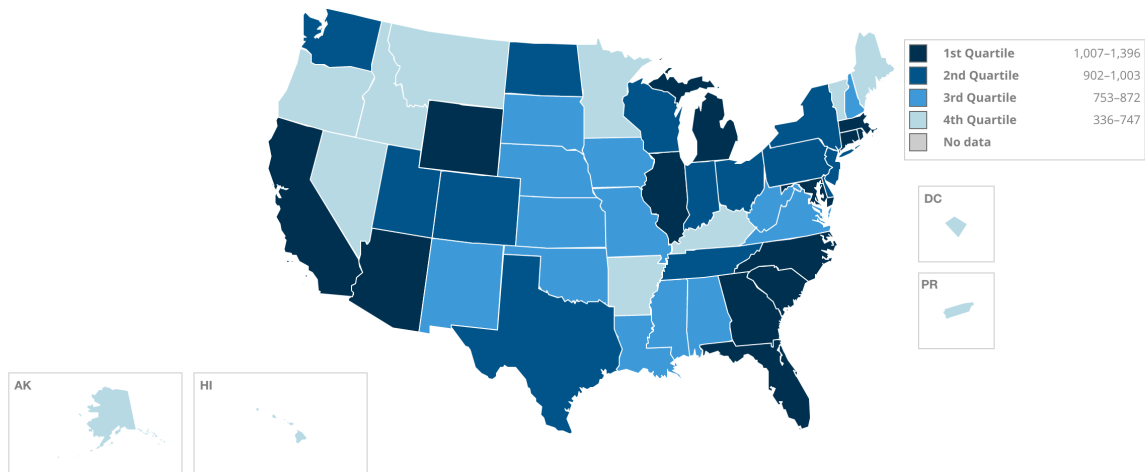 1st Quartile 1,007–1,396
2nd Quartile 902–1,003
3rd Quartile 753–872
4th Quartile 336–747
No data
DC
PR
AK
HI